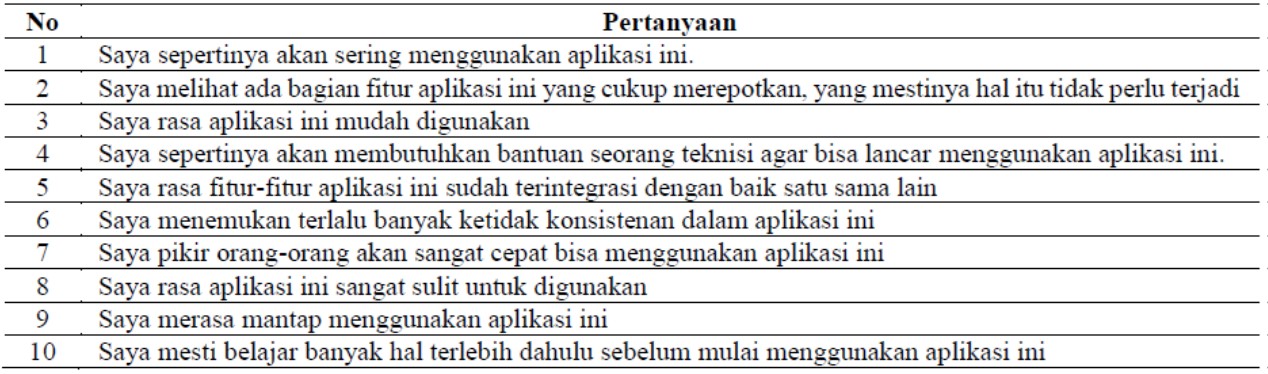 No Pertanyaan
1 Saya sepertinya akan sering menggunakan aplikasi ini.
2 Saya melihat ada bagian fitur aplikasi ini yang cukup merepotkan, yang mestinya hal itu tidak perlu terjadi
3 Saya rasa aplikasi ini mudah digunakan
4 Saya sepertinya akan membutuhkan bantuan seorang teknisi agar bisa lancar menggunakan aplikasi ini.
5 Saya rasa fitur-fitur aplikasi ini sudah terintegrasi dengan baik satu sama lain
6 Saya menemukan terlalu banyak ketidak konsistenan dalam aplikasi ini
7 Saya pikir orang-orang akan sangat cepat bisa menggunakan aplikasi ini
8 Saya rasa aplikasi ini sangat sulit untuk digunakan
9 Saya merasa mantap menggunakan aplikasi ini
10 Saya mesti belajar banyak hal terlebih dahulu sebelum mulai menggunakan aplikasi ini